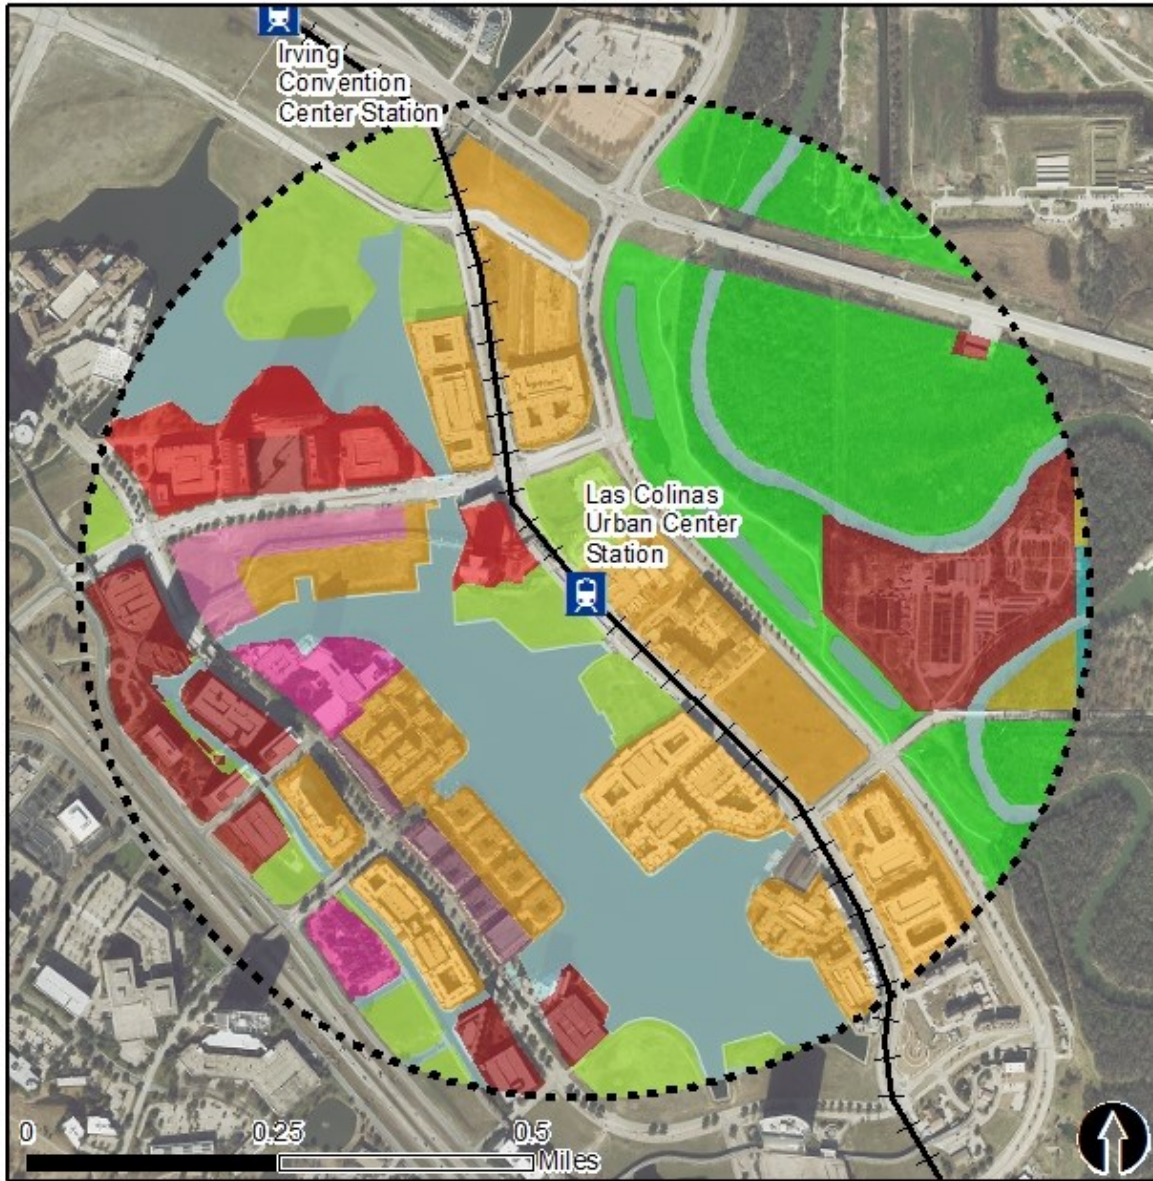 Irving
Convention
Center Station
Las Colinas
Urban Center
Station
0 0.25 0.5
Miles